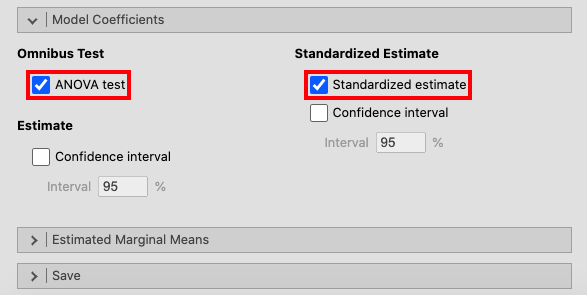 Model Coefficients
Omnibus Test
ANOVA test
Estimate
Confidence interval
Interval 95 %
Standardized Estimate
Standardized estimate
Confidence interval
Interval 95 %
Estimated Marginal Means
Save